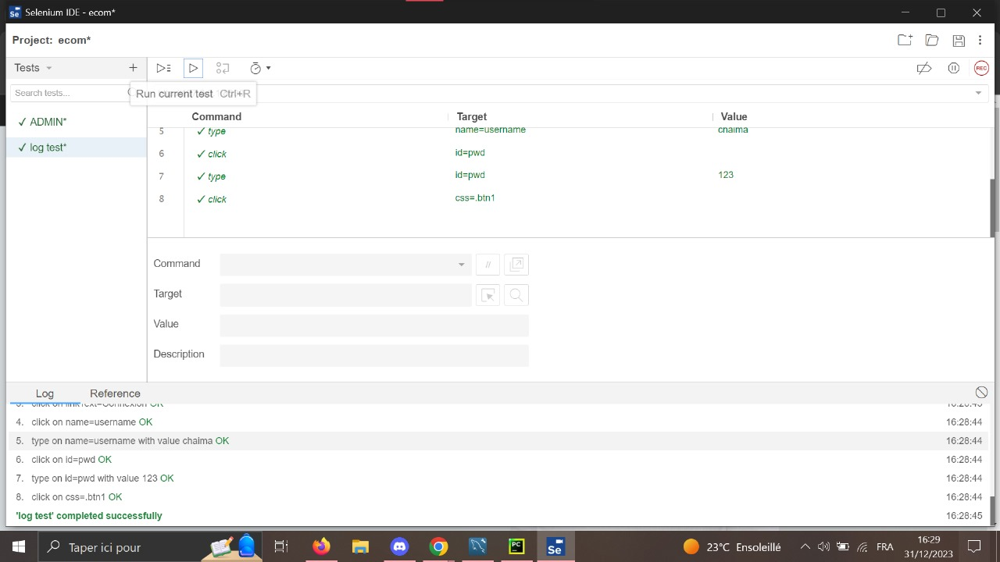 Selenium IDE - ecom*
Project: ecom*
Tests
REC
Search tests...
Run current test Ctrl+R
Command Target Value
✓ ADMIN*
✓ log test*
5 ✓ type name=username chaima
6 ✓ click id=pwd
7 ✓ type id=pwd 123
8 ✓ click css=.btn1
Command //
Target
Value
Description
Log Reference
3. click on linkText=Connexion OK
4. click on name=username OK 16:28:44
5. type on name=username with value chaima OK 16:28:44
6. click on id=pwd OK 16:28:44
7. type on id=pwd with value 123 OK 16:28:44
8. click on css=.btn1 OK 16:28:44
'log test' completed successfully 16:28:45
Taper ici pour
PC
Se
23°C Ensoleillé
FRA
16:29
31/12/2023